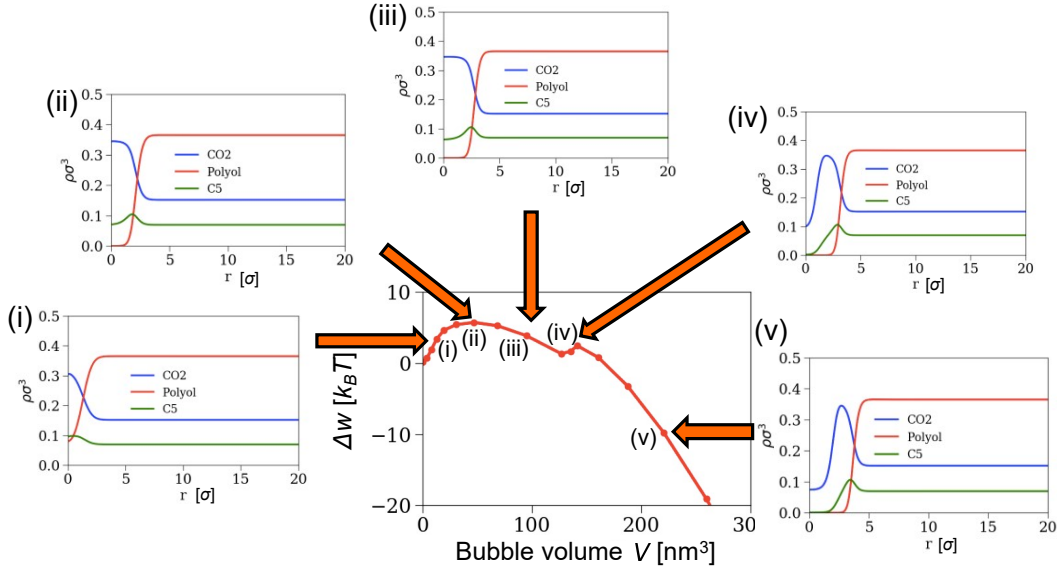 (iii)
0.5
0.4
0.3
0.2
0.1
0.0
ρσ³
CO2
Polyol
C5
0 5 10 15 20
r [σ]
(ii)
0.5
0.4
0.3
0.2
0.1
0.0
ρσ³
CO2
Polyol
C5
0 5 10 15 20
r [σ]
(iv)
0.5
0.4
0.3
0.2
0.1
0.0
ρσ³
CO2
Polyol
C5
0 5 10 15 20
r [σ]
(i)
0.5
0.4
0.3
0.2
0.1
0.0
ρσ³
CO2
Polyol
C5
0 5 10 15 20
r [σ]
10
0
−10
−20
Δw [k_BT]
(i)
(ii)
(iii)
(iv)
(v)
0 100 200 30
Bubble volume V [nm³]
(v)
0.5
0.4
0.3
0.2
0.1
0.0
ρσ³
CO2
Polyol
C5
0 5 10 15 20
r [σ]